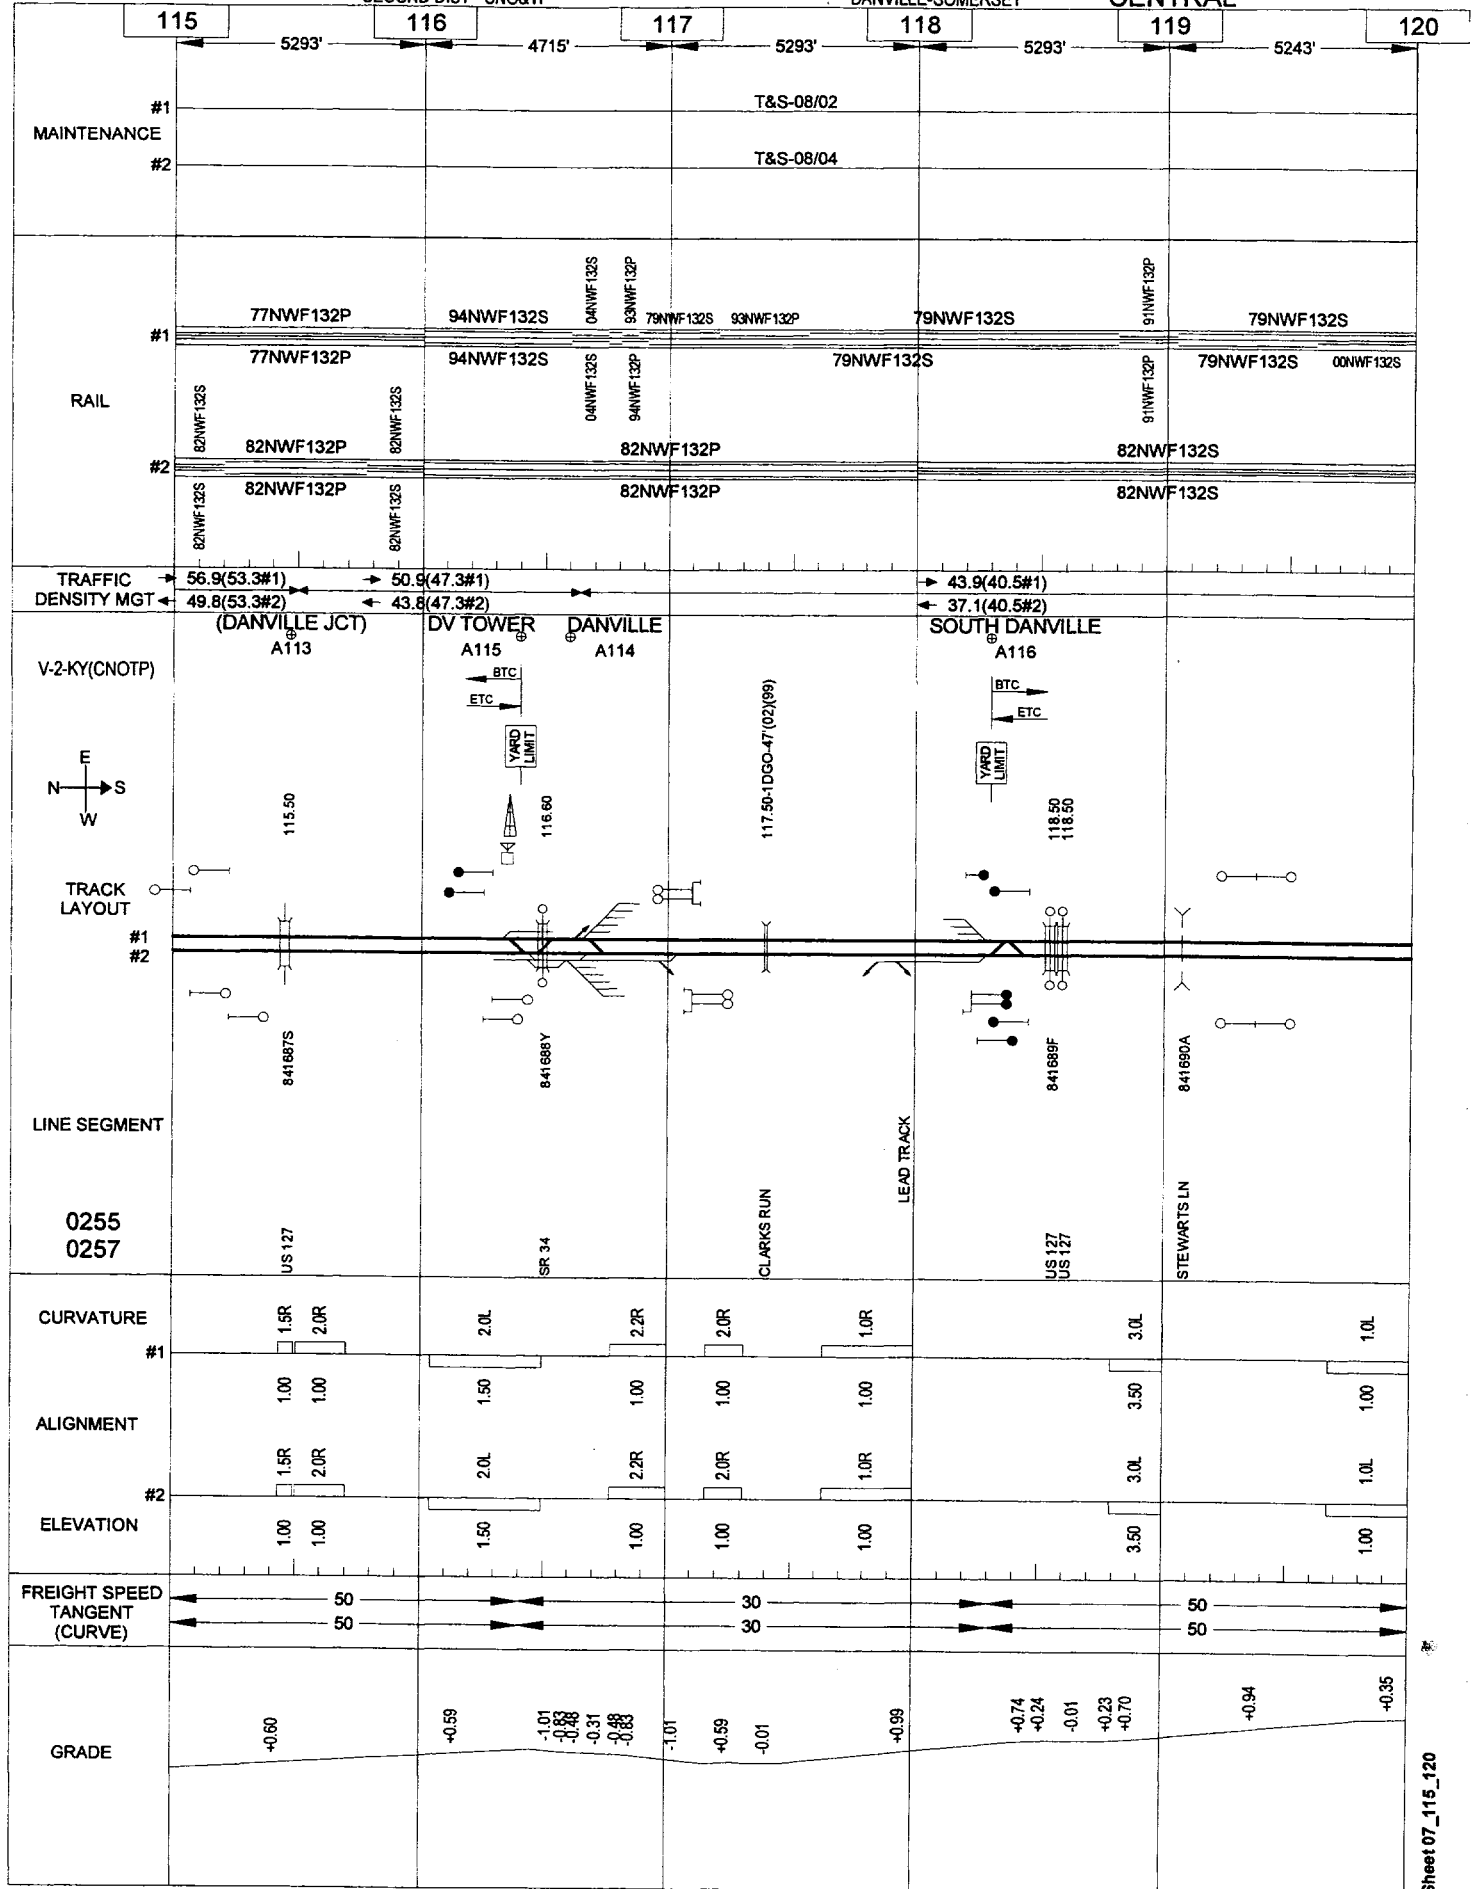 115 116 117 118 119 120
5293' 4715' 5293' 5293' 5243'
DANVILLE-SOMERSET
CENTRAL
MAINTENANCE
#1 T&S-08/02
#2 T&S-08/04
RAIL
04NWF132S 93NWF132P 91NWF132P
#1
77NWF132P 94NWF132S 79NWF132S 93NWF132P 79NWF132S 79NWF132S
77NWF132P 94NWF132S 79NWF132S 79NWF132S 00NWF132S
04NWF132S 94NWF132P 91NWF132P
82NWF132S 82NWF132S
#2
82NWF132P 82NWF132P 82NWF132S
82NWF132P 82NWF132P 82NWF132S
82NWF132S 82NWF132S
TRAFFIC 56.9(53.3#1) 50.9(47.3#1) 43.9(40.5#1)
DENSITY MGT 49.8(53.3#2) 43.8(47.3#2) 37.1(40.5#2)
(DANVILLE JCT) DV TOWER DANVILLE SOUTH DANVILLE
A113 A115 A114 A116
V-2-KY(CNOTP)
BTC BTC
ETC ETC
YARD LIMIT YARD LIMIT
E
N S
W
115.50 116.60 117.50-1DGO-47'(02)(99) 118.50 118.50
TRACK
LAYOUT
#1
#2
841687S 841688Y 841689F 841690A
LINE SEGMENT
0255
0257
US 127 SR 34 CLARKS RUN LEAD TRACK US 127 US 127 STEWARTS LN
CURVATURE
1.5R 2.0R 2.0L 2.2R 2.0R 1.0R 3.0L 1.0L
#1
1.00 1.00 1.50 1.00 1.00 1.00 3.50 1.00
ALIGNMENT
1.5R 2.0R 2.0L 2.2R 2.0R 1.0R 3.0L 1.0L
#2
ELEVATION
1.00 1.00 1.50 1.00 1.00 1.00 3.50 1.00
FREIGHT SPEED
TANGENT
(CURVE)
50 30 50
50 30 50
GRADE
+0.60 +0.59 -1.01 -0.83 -0.48 -0.31 -0.48 -0.83 -1.01 +0.59 -0.01 +0.99 +0.74 +0.24 -0.01 +0.23 +0.70 +0.94 +0.35
Sheet 07_115_120